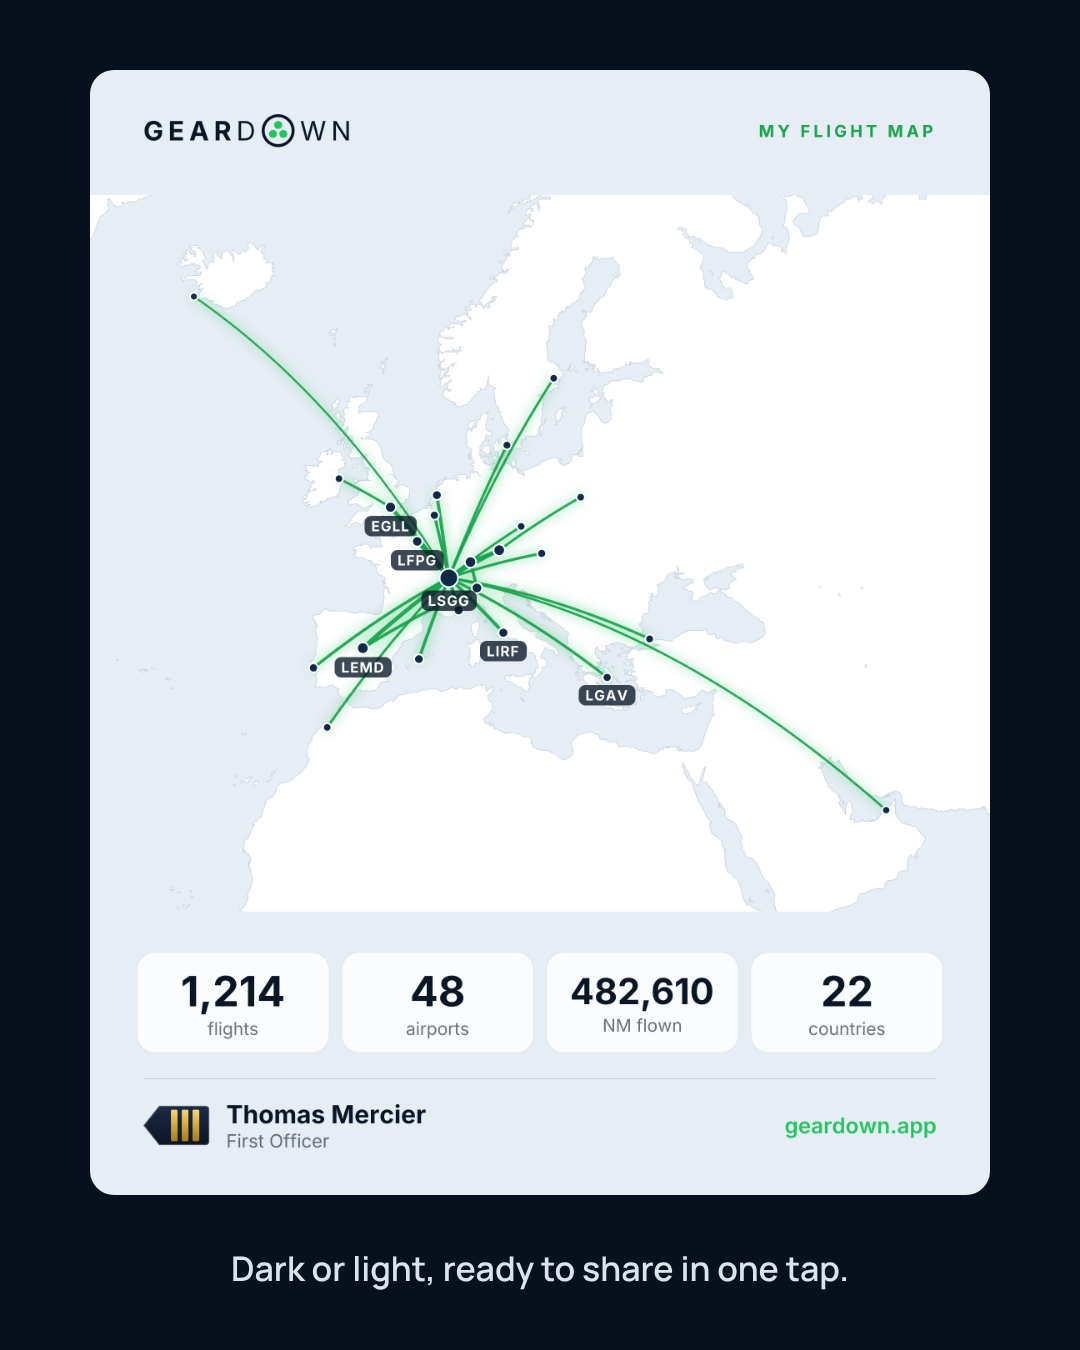 GEARDOWN
MY FLIGHT MAP
EGLL
LFPG
LSGG
LIRF
LEMD
LGAV
1,214
flights
48
airports
482,610
NM flown
22
countries
Thomas Mercier
First Officer
geardown.app
Dark or light, ready to share in one tap.